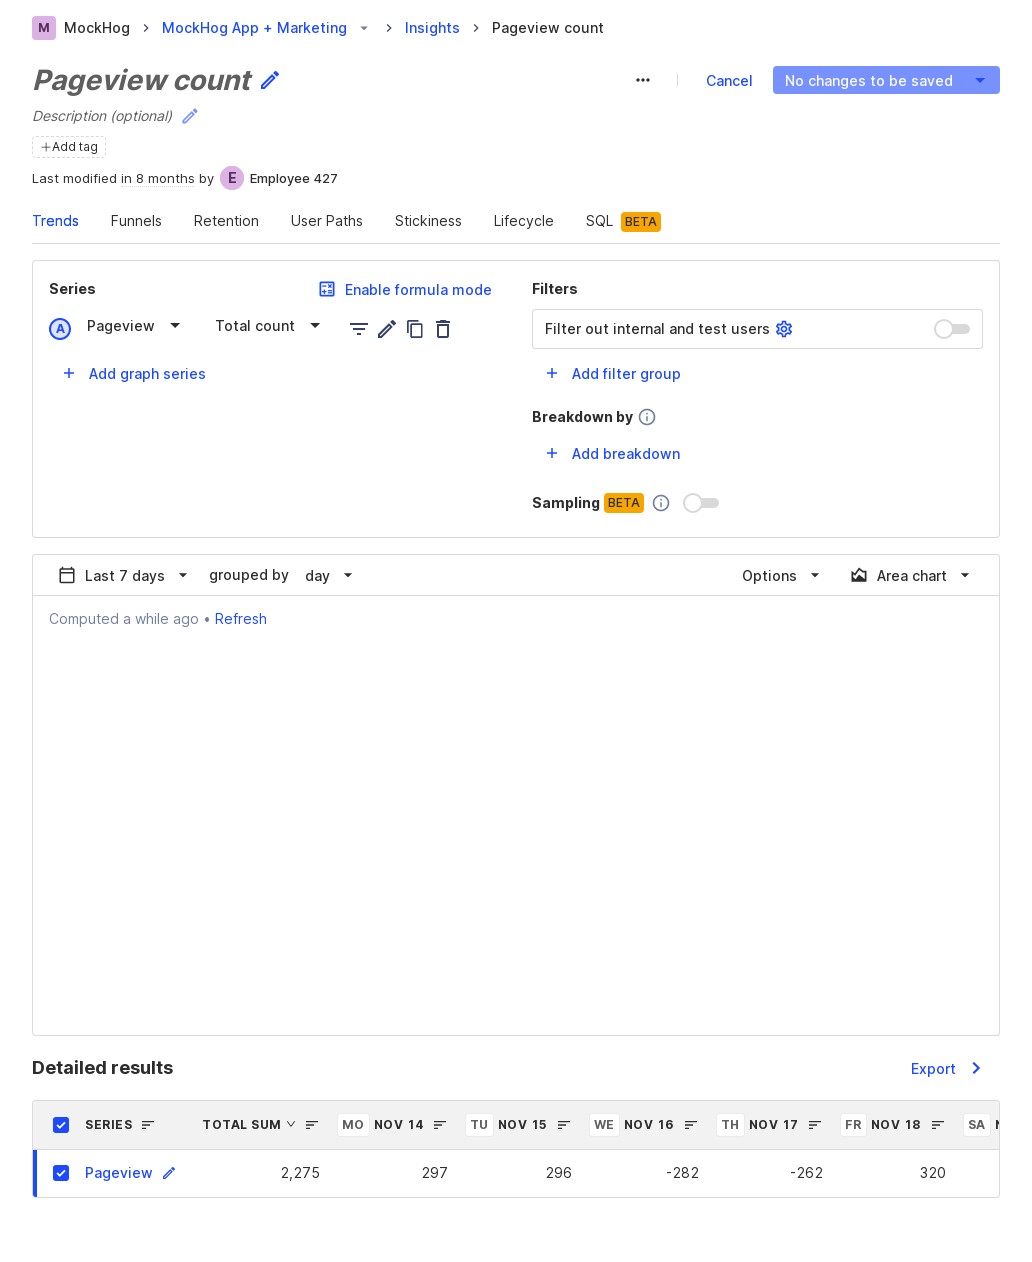 M MockHog > MockHog App + Marketing > Insights > Pageview count
Pageview count
Cancel No changes to be saved
Description (optional)
+Add tag
Last modified in 8 months by E Employee 427
Trends Funnels Retention User Paths Stickiness Lifecycle SQL BETA
Series Enable formula mode
A Pageview Total count
+ Add graph series
Filters
Filter out internal and test users
+ Add filter group
Breakdown by
+ Add breakdown
Sampling BETA
Last 7 days grouped by day Options Area chart
Computed a while ago • Refresh
Detailed results Export
SERIES TOTAL SUM MO NOV 14 TU NOV 15 WE NOV 16 TH NOV 17 FR NOV 18 SA
Pageview 2,275 297 296 -282 -262 320